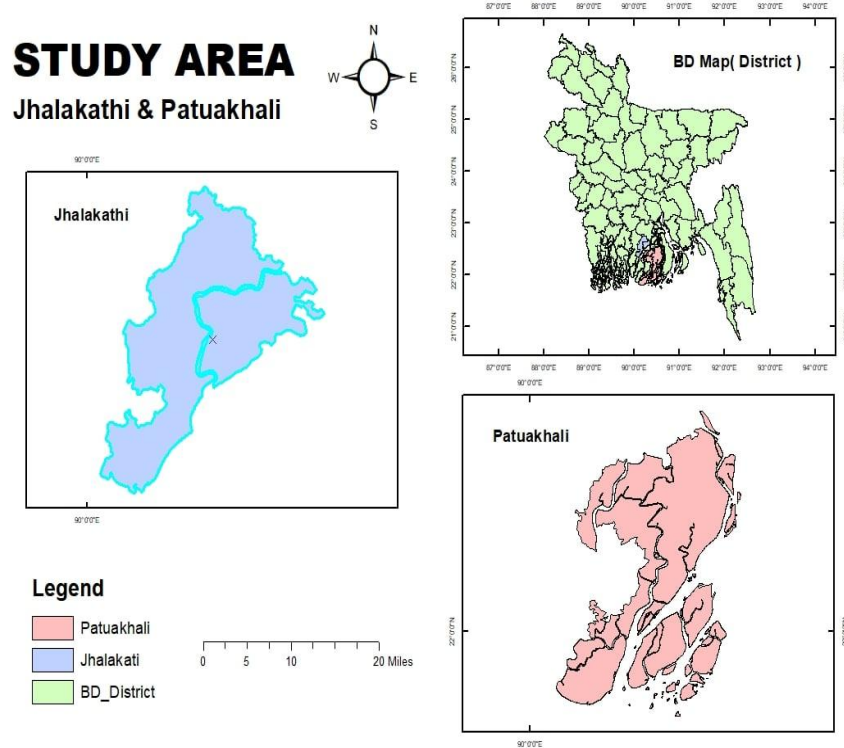 STUDY AREA
Jhalakathi & Patuakhali
N
W
E
S
90°0'0"E
Jhalakathi
90°0'0"E
Legend
Patuakhali
Jhalakati
BD_District
0 5 10 20 Miles
87°0'0"E 88°0'0"E 89°0'0"E 90°0'0"E 91°0'0"E 92°0'0"E 93°0'0"E 94°0'0"E
BD Map( District )
26°0'0"N
25°0'0"N
24°0'0"N
23°0'0"N
22°0'0"N
21°0'0"N
87°0'0"E 88°0'0"E 89°0'0"E 90°0'0"E 91°0'0"E 92°0'0"E 93°0'0"E 94°0'0"E
90°0'0"E
Patuakhali
22°0'0"N
90°0'0"E